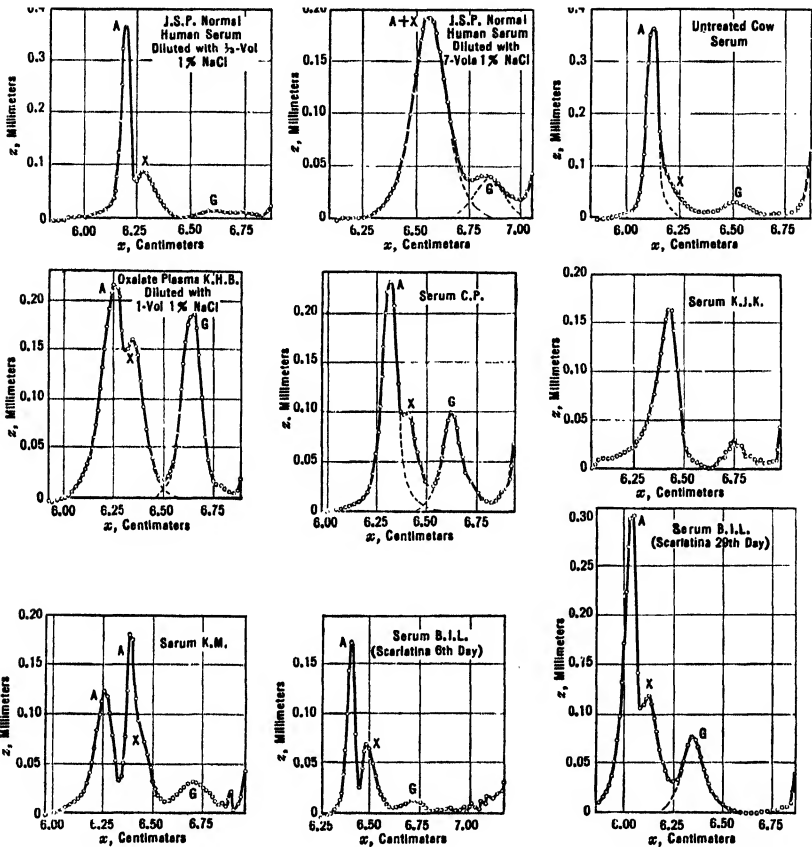 J.S.P. Normal
Human Serum
Diluted with ½-Vol
1% NaCl
A
X
G
0.4
0.3
0.2
0.1
0
z, Millimeters
6.00 6.25 6.50 6.75
x, Centimeters
J.S.P. Normal
Human Serum
Diluted with
7-Vols 1% NaCl
A+X
G
0.20
0.15
0.10
0.05
0
z, Millimeters
6.25 6.50 6.75 7.00
x, Centimeters
Untreated Cow
Serum
A
X
G
0.4
0.3
0.2
0.1
0
z, Millimeters
6.00 6.25 6.50 6.75
x, Centimeters
Oxalate Plasma K.H.B.
Diluted with
1-Vol 1% NaCl
A
X
G
0.20
0.15
0.10
0.05
0
z, Millimeters
6.00 6.25 6.50 6.75
x, Centimeters
Serum C.P.
A
X
G
0.20
0.15
0.10
0.05
0
z, Millimeters
6.00 6.25 6.50 6.75
x, Centimeters
Serum K.J.K.
0.20
0.15
0.10
0.05
0
z, Millimeters
6.25 6.50 6.75
x, Centimeters
Serum K.M.
A
A
X
G
0.20
0.15
0.10
0.05
0
z, Millimeters
6.00 6.25 6.50 6.75
x, Centimeters
Serum B.I.L.
(Scarlatina 6th Day)
A
X
G
0.20
0.15
0.10
0.05
0
z, Millimeters
6.25 6.50 6.75 7.00
x, Centimeters
Serum B.I.L.
(Scarlatina 29th Day)
A
X
G
0.30
0.25
0.20
0.15
0.10
0.05
0
z, Millimeters
6.00 6.25 6.50 6.75
x, Centimeters